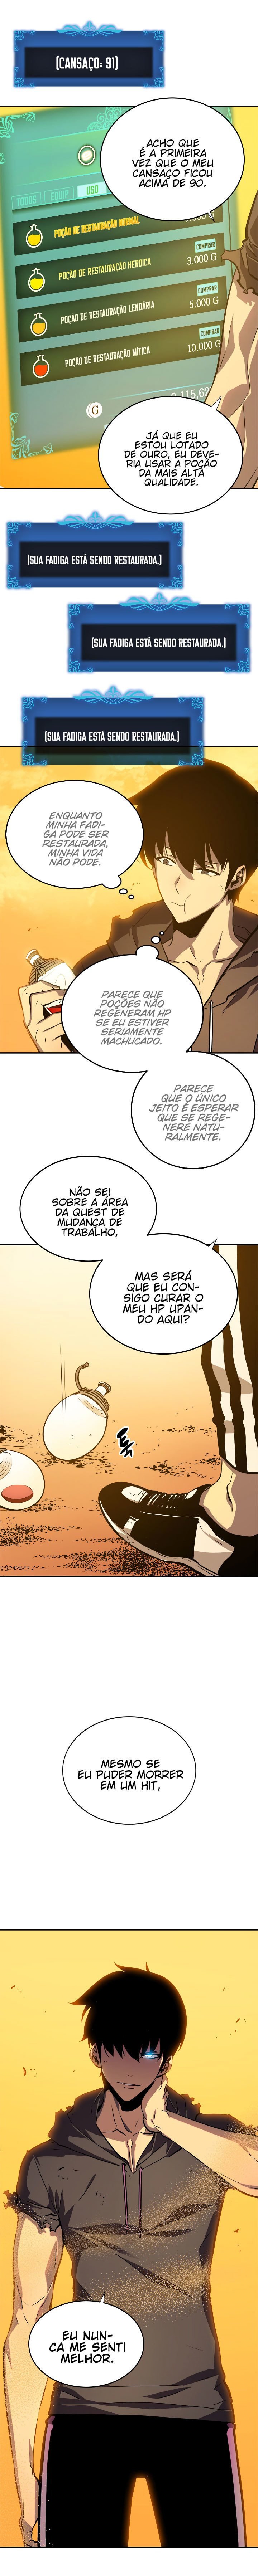 [CANSAÇO: 91]
ACHO QUE
É A PRIMEIRA
VEZ QUE O MEU
CANSAÇO FICOU
ACIMA DE 90.
TODOS
EQUIP
USO
POÇÃO DE RESTAURAÇÃO NORMAL
COMPRAR
POÇÃO DE RESTAURAÇÃO HEROICA
3.000 G
COMPRAR
POÇÃO DE RESTAURAÇÃO LENDÁRIA
5.000 G
COMPRAR
POÇÃO DE RESTAURAÇÃO MÍTICA
10.000 G
G
JÁ QUE EU
ESTOU LOTADO
DE OURO, EU DEVE-
RIA USAR A POÇÃO
DA MAIS ALTA
QUALIDADE.
[SUA FADIGA ESTÁ SENDO RESTAURADA.]
[SUA FADIGA ESTÁ SENDO RESTAURADA.]
[SUA FADIGA ESTÁ SENDO RESTAURADA.]
ENQUANTO
MINHA FADI-
GA PODE SER
RESTAURADA,
MINHA VIDA
NÃO PODE.
PARECE QUE
POÇÕES NÃO
REGENERAM HP
SE EU ESTIVER
SERIAMENTE
MACHUCADO.
PARECE
QUE O ÚNICO
JEITO É ESPERAR
QUE SE REGE-
NERE NATU-
RALMENTE.
NÃO SEI
SOBRE A ÁREA
DA QUEST DE
MUDANÇA DE
TRABALHO,
MAS SERÁ
QUE EU CON-
SIGO CURAR O
MEU HP UPAN-
DO AQUI?
MESMO SE
EU PUDER MORRER
EM UM HIT,
EU NUN-
CA ME SENTI
MELHOR.